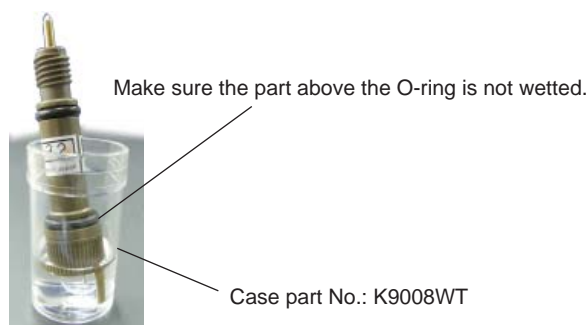 Make sure the part above the O-ring is not wetted.
Case part No.: K9008WT